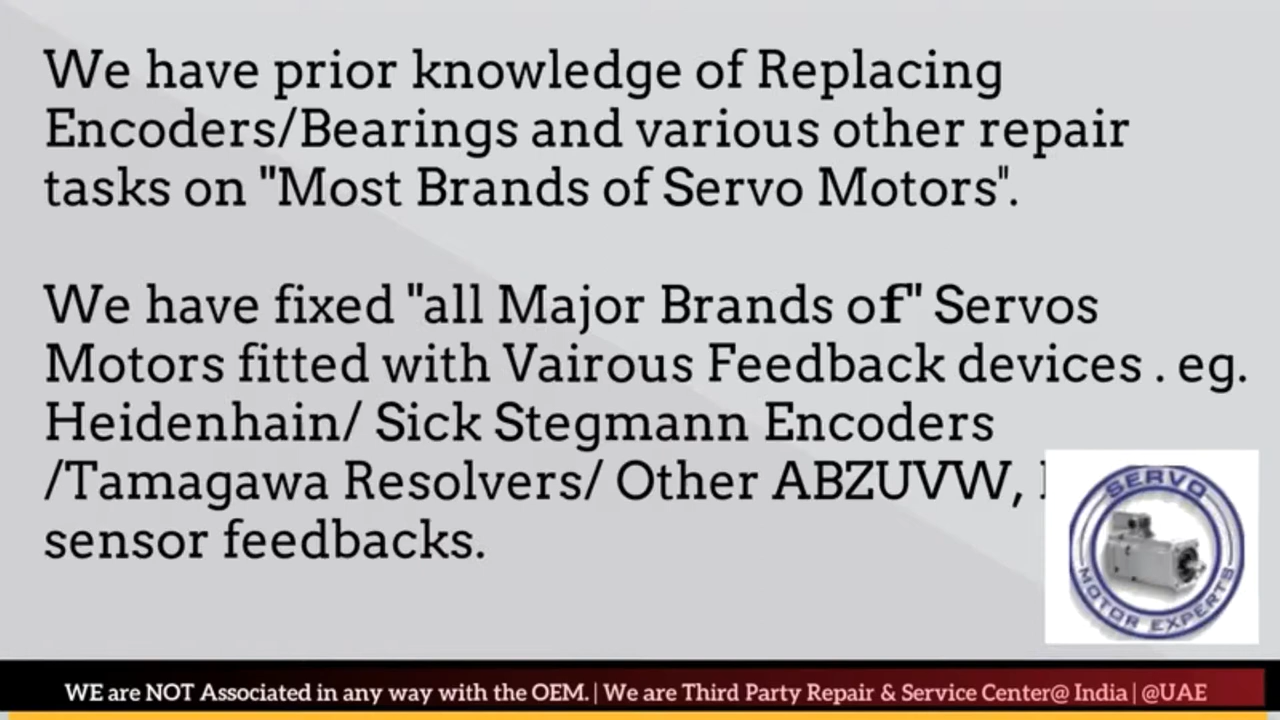 We have prior knowledge of Replacing
Encoders/Bearings and various other repair
tasks on "Most Brands of Servo Motors".
We have fixed "all Major Brands of" Servos
Motors fitted with Vairous Feedback devices . eg.
Heidenhain/ Sick Stegmann Encoders
/Tamagawa Resolvers/ Other ABZUVW,
sensor feedbacks.
SERVO
MOTOR EXPERTS
WE are NOT Associated in any way with the OEM. | We are Third Party Repair & Service Center@ India | @UAE